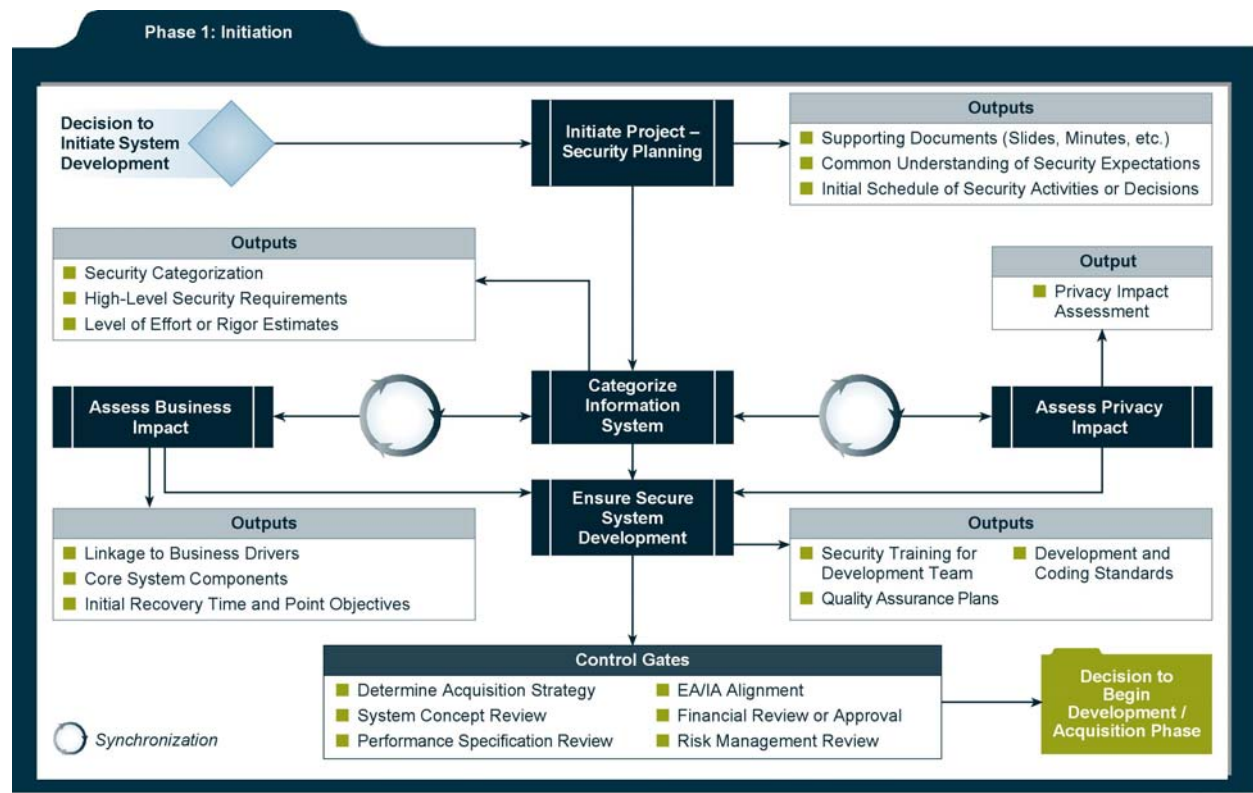 Phase 1: Initiation
Decision to
Initiate System
Development
Initiate Project –
Security Planning
Outputs
Supporting Documents (Slides, Minutes, etc.)
Common Understanding of Security Expectations
Initial Schedule of Security Activities or Decisions
Outputs
Security Categorization
High-Level Security Requirements
Level of Effort or Rigor Estimates
Output
Privacy Impact
Assessment
Assess Business
Impact
Categorize
Information
System
Assess Privacy
Impact
Ensure Secure
System
Development
Outputs
Linkage to Business Drivers
Core System Components
Initial Recovery Time and Point Objectives
Outputs
Security Training for
Development Team
Quality Assurance Plans
Development and
Coding Standards
Control Gates
Determine Acquisition Strategy
System Concept Review
Performance Specification Review
EA/IA Alignment
Financial Review or Approval
Risk Management Review
Decision to
Begin
Development /
Acquisition Phase
Synchronization